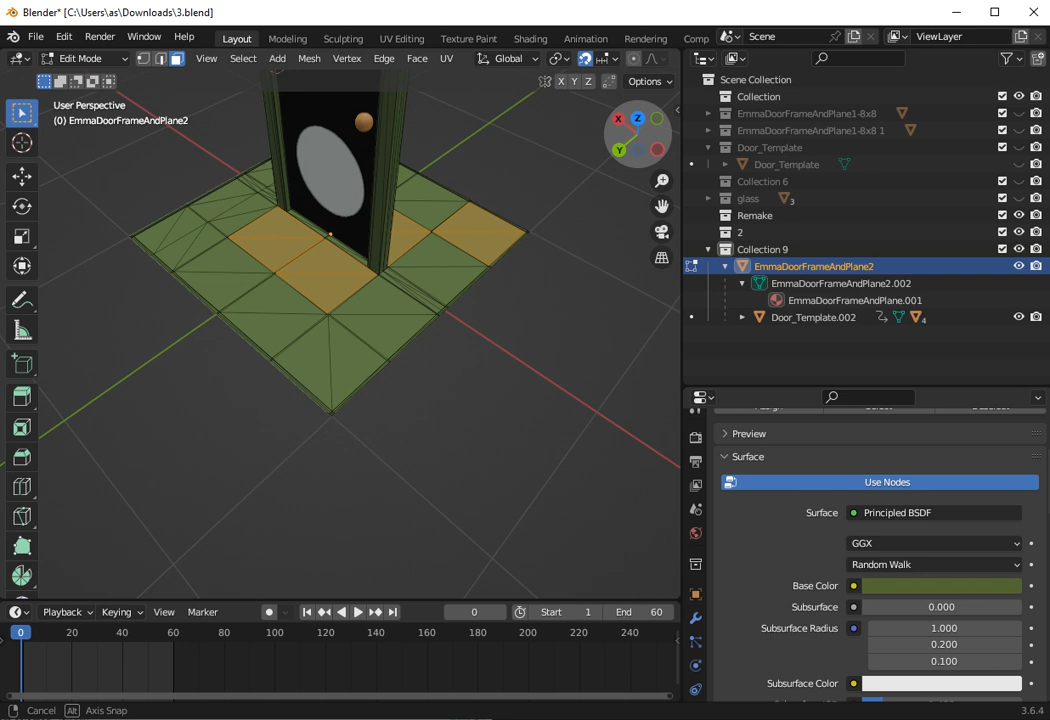 Blender* [C:\Users\as\Downloads\3.blend]
File Edit Render Window Help Layout Modeling Sculpting UV Editing Texture Paint Shading Animation Rendering Comp Scene ViewLayer
Edit Mode View Select Add Mesh Vertex Edge Face UV Global
X Y Z Options
User Perspective
(0) EmmaDoorFrameAndPlane2
X Z Y
Scene Collection
Collection
EmmaDoorFrameAndPlane1-8x8
EmmaDoorFrameAndPlane1-8x8 1
Door_Template
Door_Template
Collection 6
glass 3
Remake
2
Collection 9
EmmaDoorFrameAndPlane2
EmmaDoorFrameAndPlane2.002
EmmaDoorFrameAndPlane.001
Door_Template.002 4
Preview
Surface
Use Nodes
Surface Principled BSDF
GGX
Random Walk
Base Color
Subsurface 0.000
Subsurface Radius 1.000
0.200
0.100
Subsurface Color
Playback Keying View Marker 0 Start 1 End 60
0 20 40 60 80 100 120 140 160 180 200 220 240
Cancel Alt Axis Snap 3.6.4